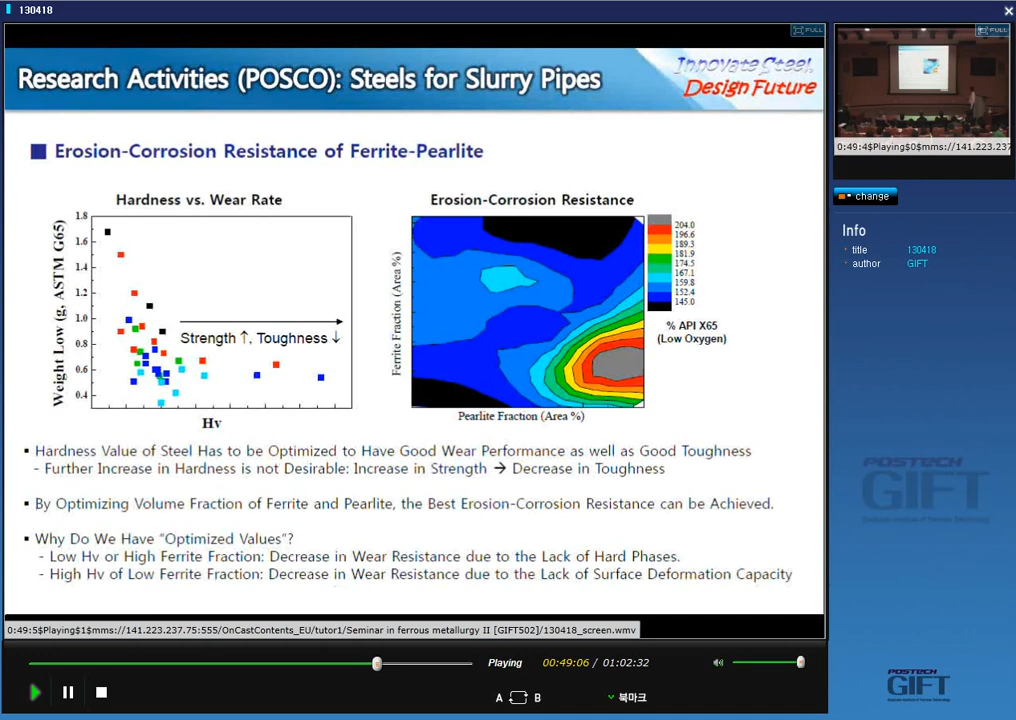 130418
FULL
Research Activities (POSCO): Steels for Slurry Pipes
Innovate Steel,
Design Future
FULL
0:49:4$Playing$0$mms://141.223.237
change
Info
title 130418
author GIFT
Erosion-Corrosion Resistance of Ferrite-Pearlite
Hardness vs. Wear Rate
Weight Low (g, ASTM G65)
1.8
1.6
1.4
1.2
1.0
0.8
0.6
0.4
Strength ↑, Toughness ↓
Hv
Erosion-Corrosion Resistance
Ferrite Fraction (Area %)
Pearlite Fraction (Area %)
204.0
196.6
189.3
181.9
174.5
167.1
159.8
152.4
145.0
% API X65
(Low Oxygen)
▪ Hardness Value of Steel Has to be Optimized to Have Good Wear Performance as well as Good Toughness
- Further Increase in Hardness is not Desirable: Increase in Strength → Decrease in Toughness
▪ By Optimizing Volume Fraction of Ferrite and Pearlite, the Best Erosion-Corrosion Resistance can be Achieved.
▪ Why Do We Have “Optimized Values”?
- Low Hv or High Ferrite Fraction: Decrease in Wear Resistance due to the Lack of Hard Phases.
- High Hv of Low Ferrite Fraction: Decrease in Wear Resistance due to the Lack of Surface Deformation Capacity
POSTECH
GIFT
Graduate Institute of Ferrous Technology
0:49:5$Playing$1$mms://141.223.237.75:555/OnCastContents_EU/tutor1/Seminar in ferrous metallurgy II [GIFT502]/130418_screen.wmv
Playing 00:49:06 / 01:02:32
A B 북마크
POSTECH
GIFT
Graduate Institute of Ferrous Technology